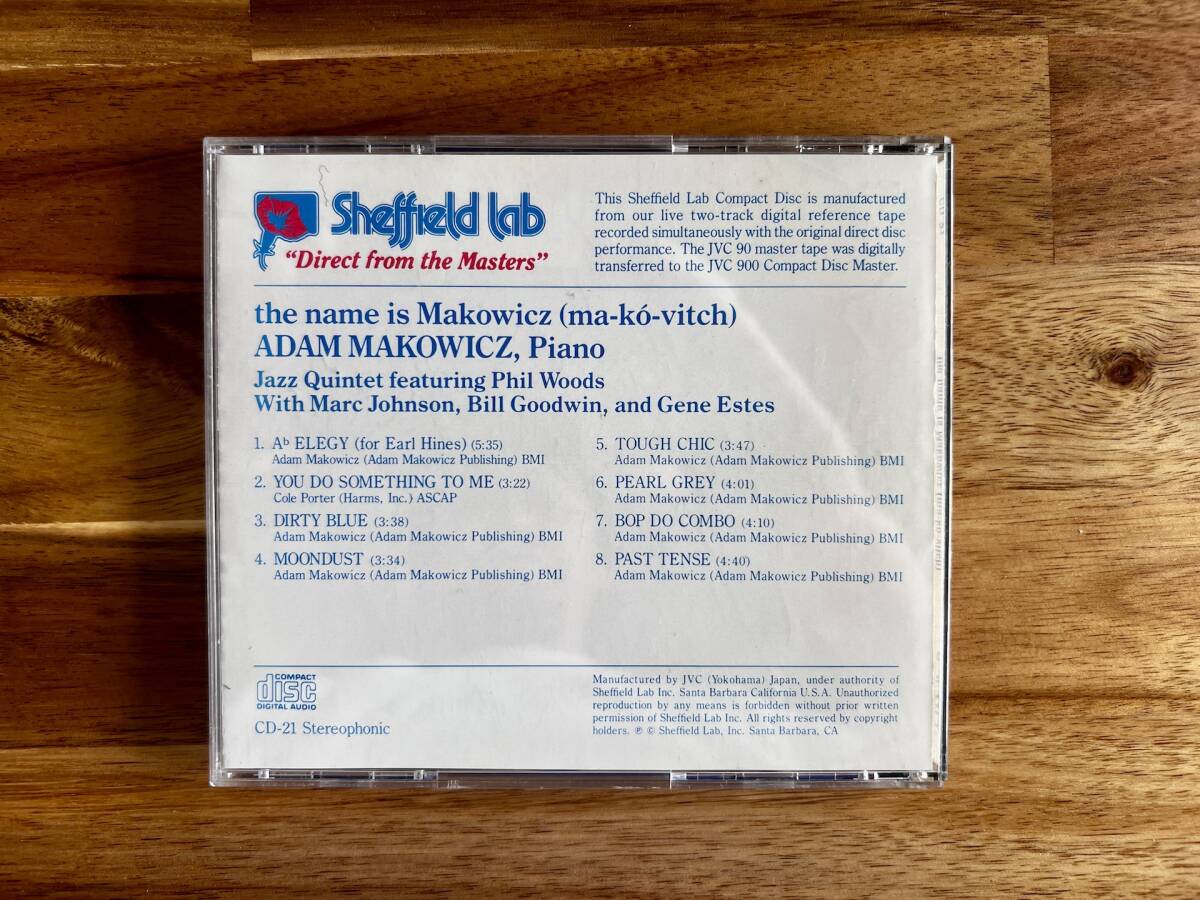 Sheffield Lab
"Direct from the Masters"
This Sheffield Lab Compact Disc is manufactured
from our live two-track digital reference tape
recorded simultaneously with the original direct disc
performance. The JVC 90 master tape was digitally
transferred to the JVC 900 Compact Disc Master.
the name is Makowicz (ma-kó-vitch)
ADAM MAKOWICZ, Piano
Jazz Quintet featuring Phil Woods
With Marc Johnson, Bill Goodwin, and Gene Estes
1. Ab ELEGY (for Earl Hines) (5:35)
Adam Makowicz (Adam Makowicz Publishing) BMI
2. YOU DO SOMETHING TO ME (3:22)
Cole Porter (Harms, Inc.) ASCAP
3. DIRTY BLUE (3:38)
Adam Makowicz (Adam Makowicz Publishing) BMI
4. MOONDUST (3:34)
Adam Makowicz (Adam Makowicz Publishing) BMI
5. TOUGH CHIC (3:47)
Adam Makowicz (Adam Makowicz Publishing) BMI
6. PEARL GREY (4:01)
Adam Makowicz (Adam Makowicz Publishing) BMI
7. BOP DO COMBO (4:10)
Adam Makowicz (Adam Makowicz Publishing) BMI
8. PAST TENSE (4:40)
Adam Makowicz (Adam Makowicz Publishing) BMI
COMPACT
disc
DIGITAL AUDIO
CD-21 Stereophonic
Manufactured by JVC (Yokohama) Japan, under authority of
Sheffield Lab Inc. Santa Barbara California U.S.A. Unauthorized
reproduction by any means is forbidden without prior written
permission of Sheffield Lab Inc. All rights reserved by copyright
holders. ℗ © Sheffield Lab, Inc. Santa Barbara, CA